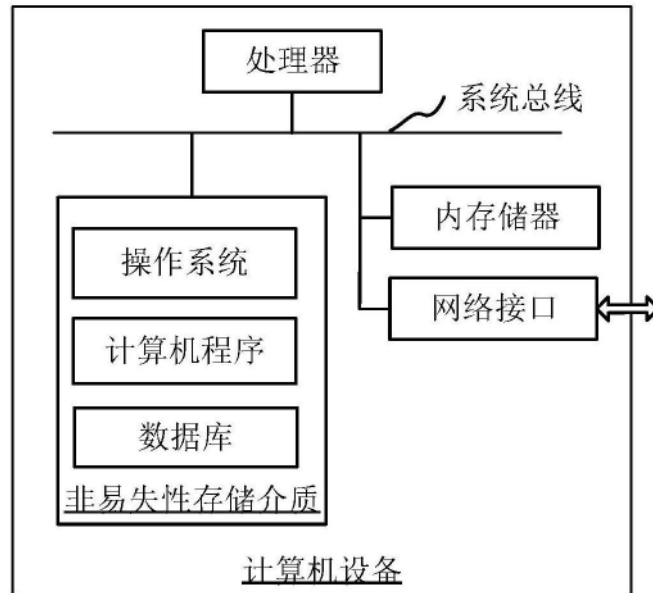 处理器
系统总线
内存储器
操作系统
网络接口
计算机程序
数据库
非易失性存储介质
计算机设备